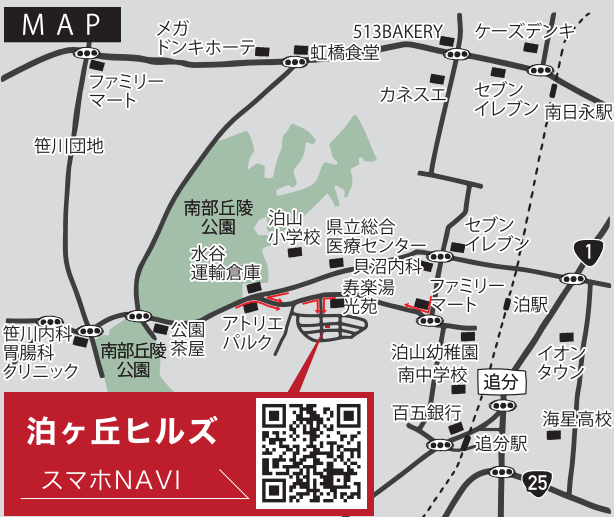 MAP
メガ
ドンキホーテ
虹橋食堂
513BAKERY
ケーズデンキ
ファミリー
マート
カネスエ
セブン
イレブン
南日永駅
笹川団地
南部丘陵
公園
泊山
小学校
県立総合
医療センター
セブン
イレブン
1
水谷
運輸倉庫
貝沼内科
寿楽湯
光苑
ファミリー
マート
泊駅
アトリエ
パルク
公園
茶屋
笹川内科
胃腸科
クリニック
南部丘陵
公園
泊山幼稚園
南中学校
イオン
タウン
追分
百五銀行
海星高校
追分駅
25
泊ヶ丘ヒルズ
スマホNAVI